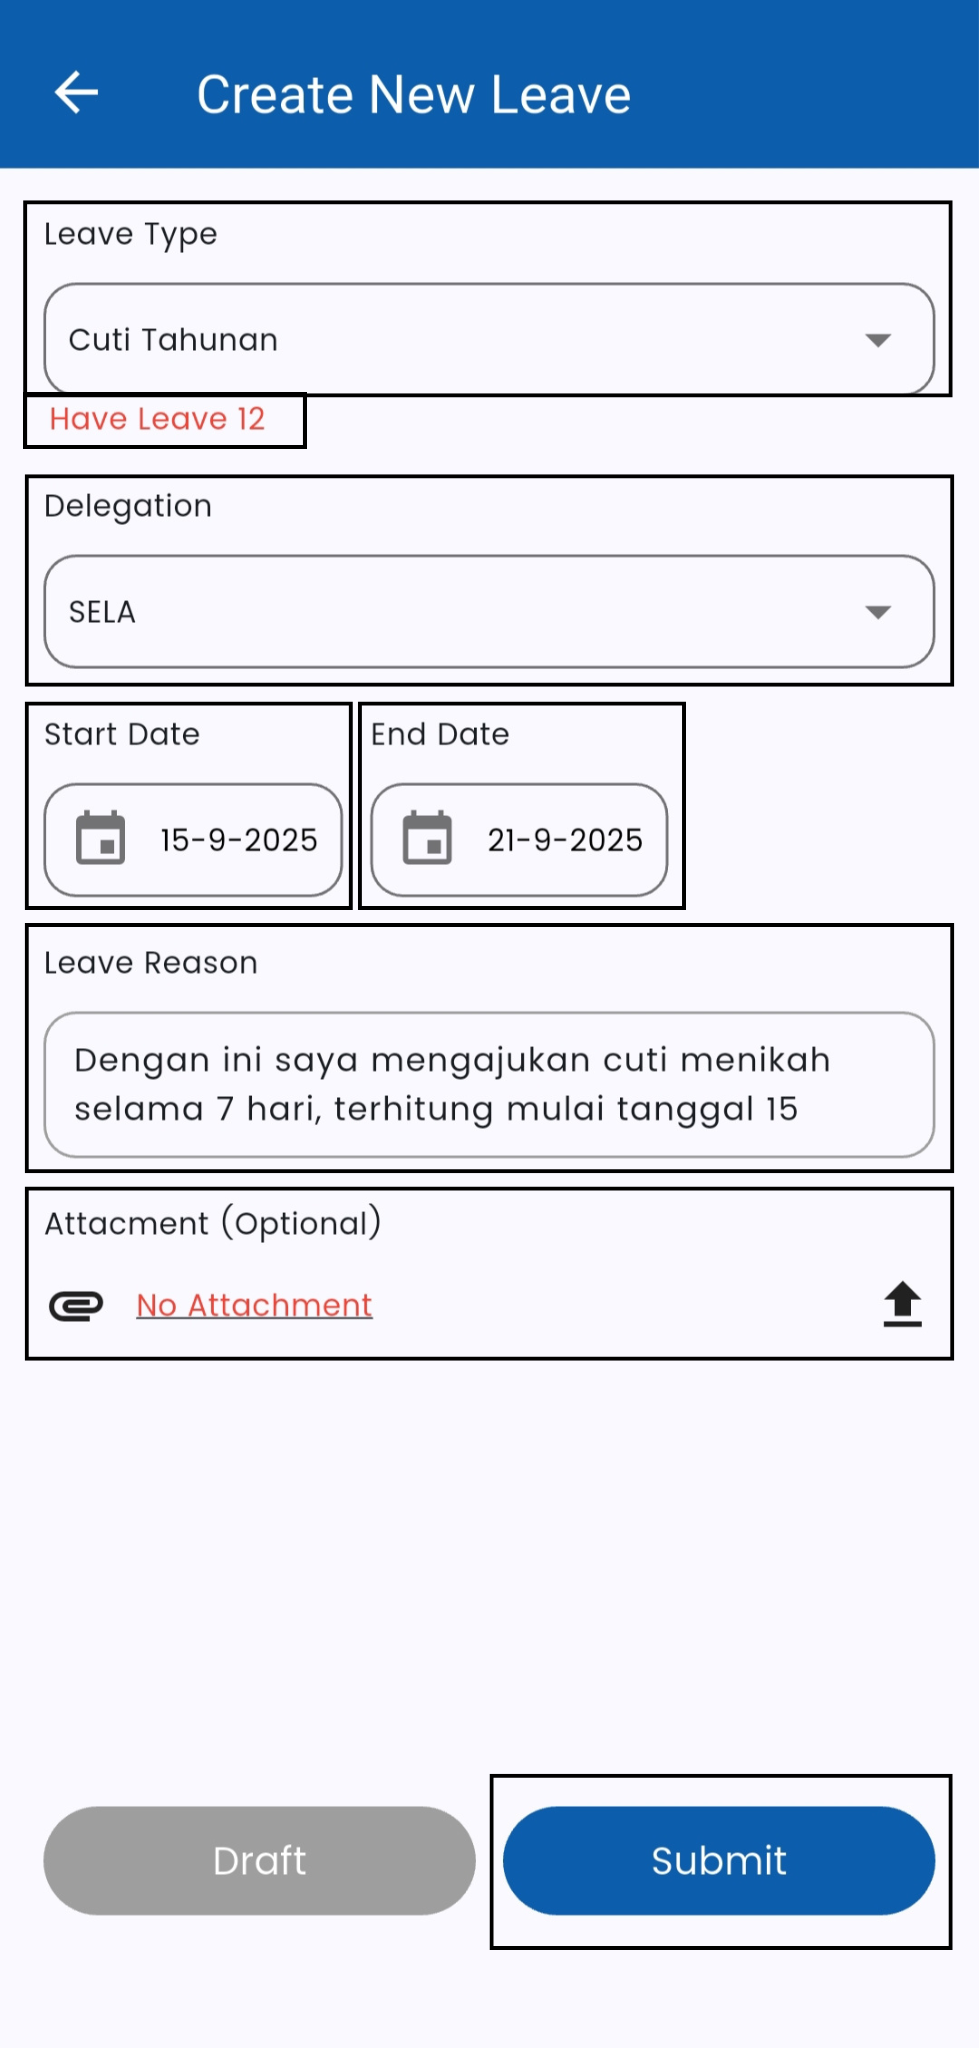 Create New Leave
Leave Type
Cuti Tahunan
Have Leave 12
Delegation
SELA
Start Date
End Date
15-9-2025
21-9-2025
Leave Reason
Dengan ini saya mengajukan cuti menikah
selama 7 hari, terhitung mulai tanggal 15
Attacment (Optional)
No Attachment
Draft
Submit